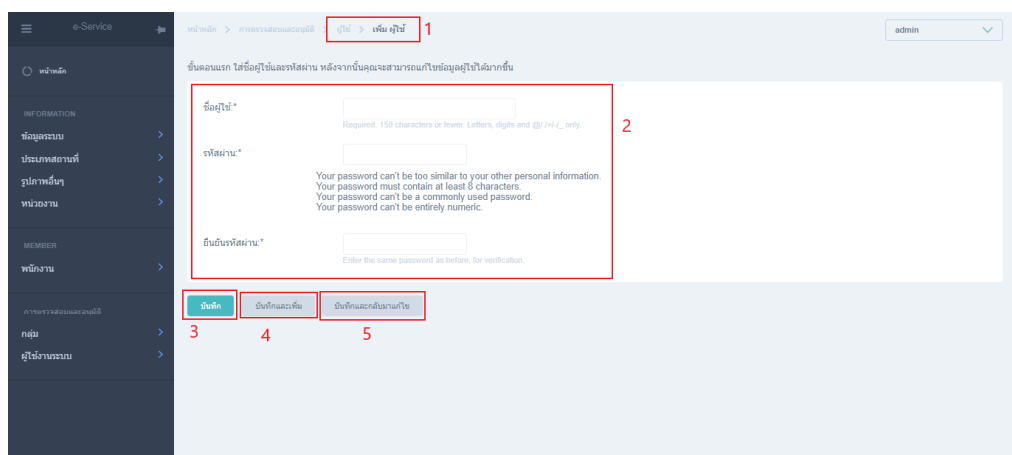 e-Service
หน้าหลัก > การตรวจสอบและอนุมัติ > ผู้ใช้ > เพิ่ม ผู้ใช้ 1
admin
หน้าหลัก
ขั้นตอนแรก ใส่ชื่อผู้ใช้และรหัสผ่าน หลังจากนั้นคุณจะสามารถแก้ไขข้อมูลผู้ใช้ได้มากขึ้น
INFORMATION
ข้อมูลระบบ
ประเภทสถานที่
รูปภาพอื่นๆ
หน่วยงาน
MEMBER
พนักงาน
การตรวจสอบและอนุมัติ
กลุ่ม
ผู้ใช้งานระบบ
ชื่อผู้ใช้:*
Required. 150 characters or fewer. Letters, digits and @/./+/-/_ only.
2
รหัสผ่าน:*
Your password can't be too similar to your other personal information.
Your password must contain at least 8 characters.
Your password can't be a commonly used password.
Your password can't be entirely numeric.
ยืนยันรหัสผ่าน:*
Enter the same password as before, for verification.
บันทึก บันทึกและเพิ่ม บันทึกและกลับมาแก้ไข
3 4 5